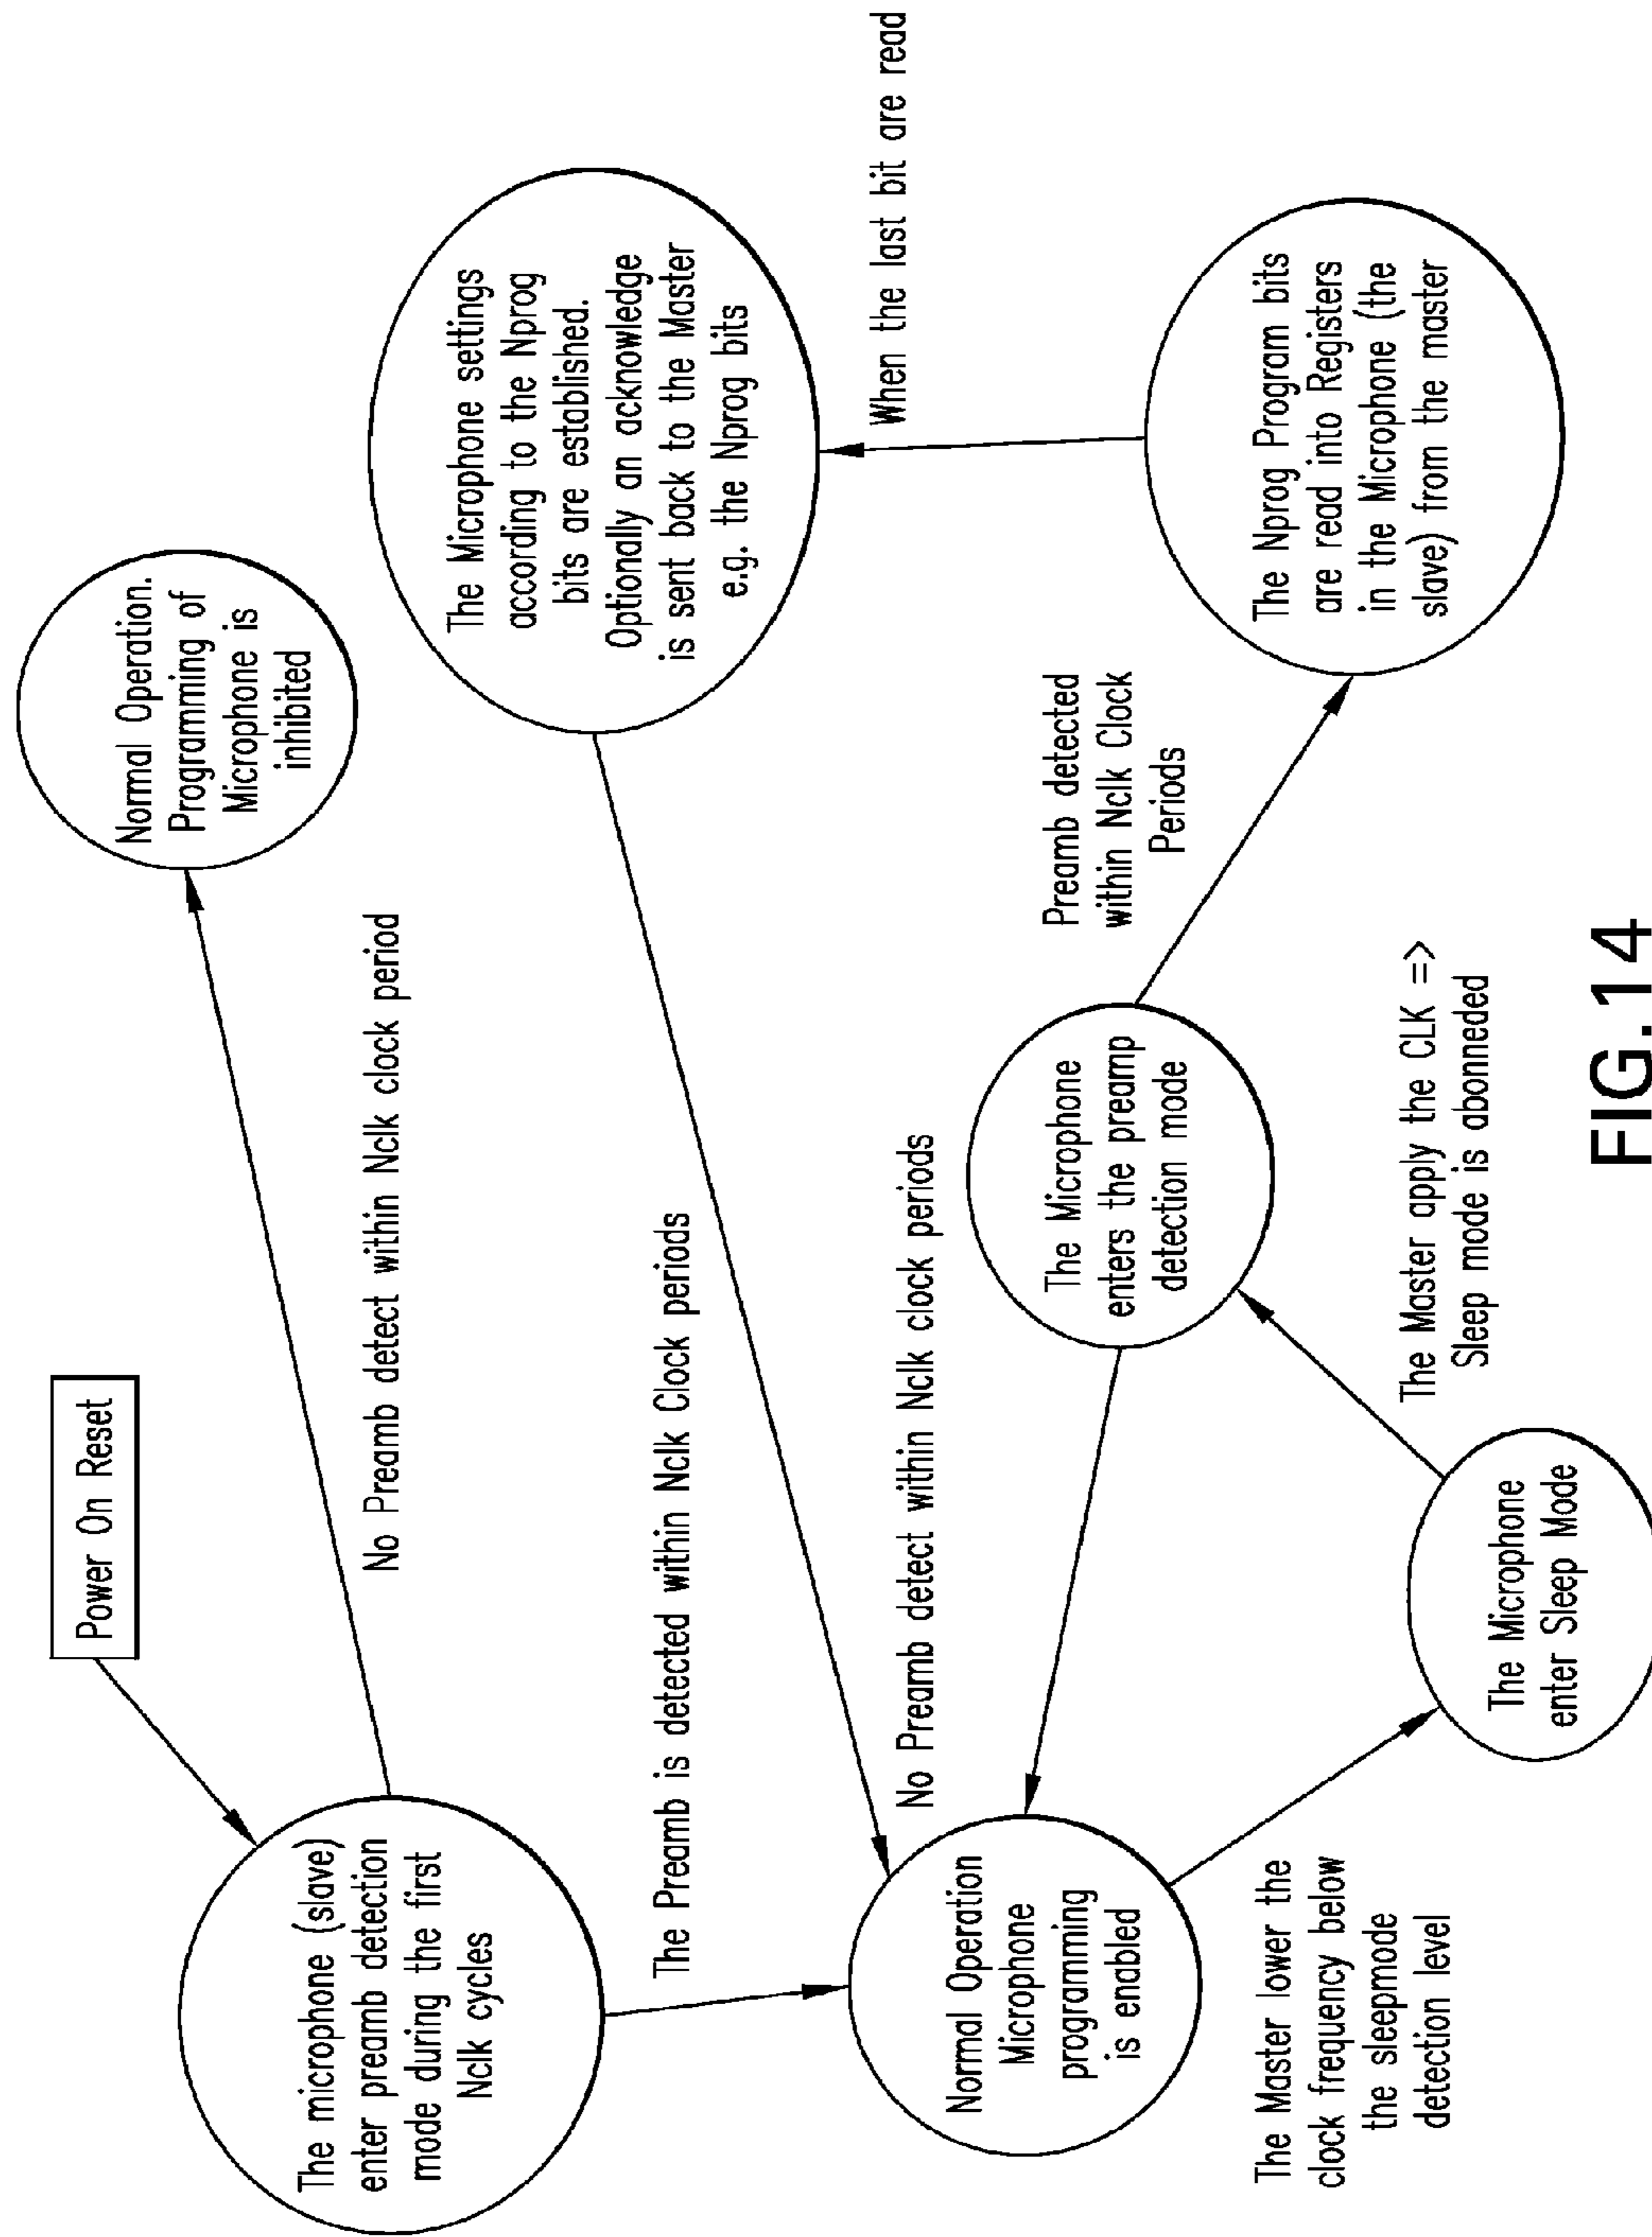 Power On Reset
The microphone (slave)
enter preamb detection
mode during the first
Nclk cycles
No Preamb detect within Nclk clock period
Normal Operation.
Programming of
Microphone is
inhibited
The Preamb is detected within Nclk Clock periods
The Microphone settings
according to the Nprog
bits are established.
Optionally an acknowledge
is sent back to the Master
e.g. the Nprog bits
When the last bit are read
Normal Operation
Microphone
programming
is enabled
No Preamb detect within Nclk clock periods
The Microphone
enters the preamp
detection mode
Preamb detected
within Nclk Clock
Periods
The Nprog Program bits
are read into Registers
in the Microphone (the
slave) from the master
The Master lower the
clock frequency below
the sleepmode
detection level
The Microphone
enter Sleep Mode
The Master apply the CLK =>
Sleep mode is abonneded
FIG.14